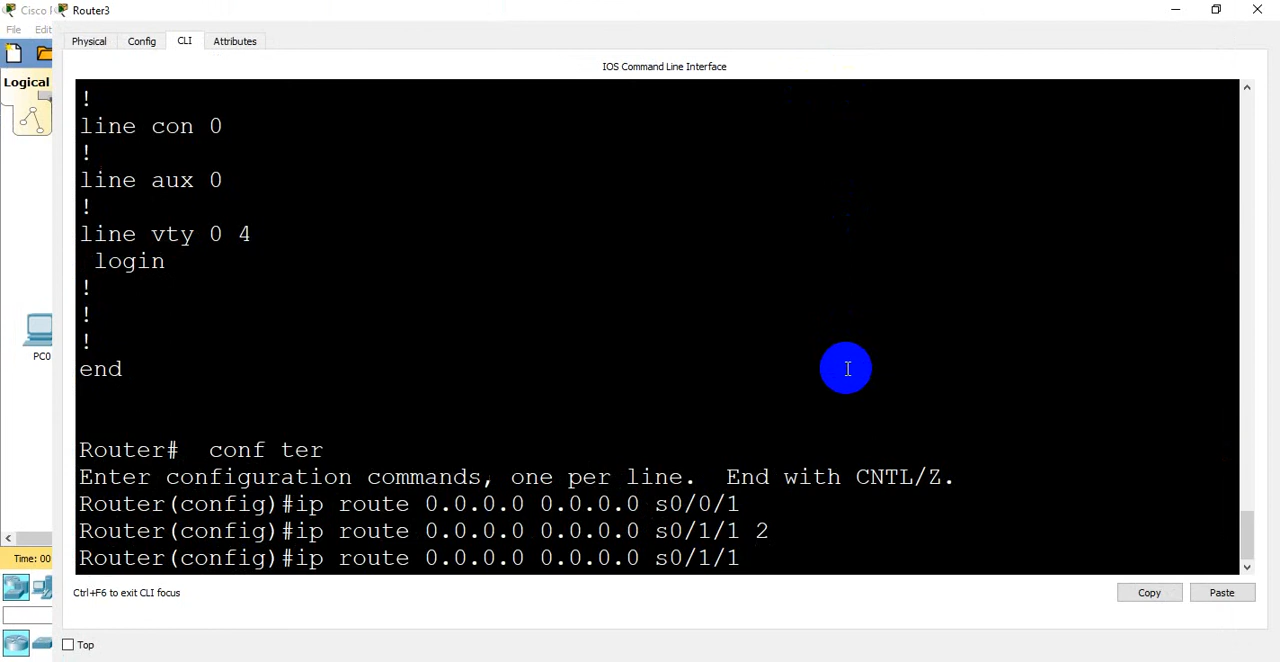 Cisco
Router3
File
Edi
Physical
Config
CLI
Attributes
IOS Command Line Interface
Logical
!
line con 0
!
line aux 0
!
line vty 0 4
login
!
!
!
end
PC0
Router#  conf ter
Enter configuration commands, one per line.  End with CNTL/Z.
Router(config)#ip route 0.0.0.0 0.0.0.0 s0/0/1
Router(config)#ip route 0.0.0.0 0.0.0.0 s0/1/1 2
Router(config)#ip route 0.0.0.0 0.0.0.0 s0/1/1
Time: 00
Ctrl+F6 to exit CLI focus
Copy
Paste
Top